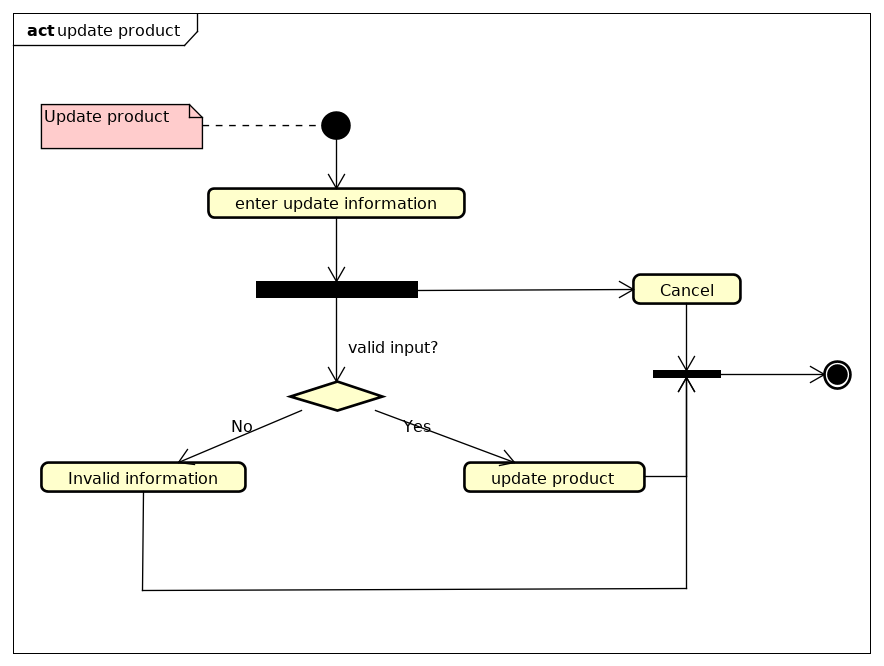 act update product
Update product
enter update information
Cancel
valid input?
No
Yes
Invalid information
update product